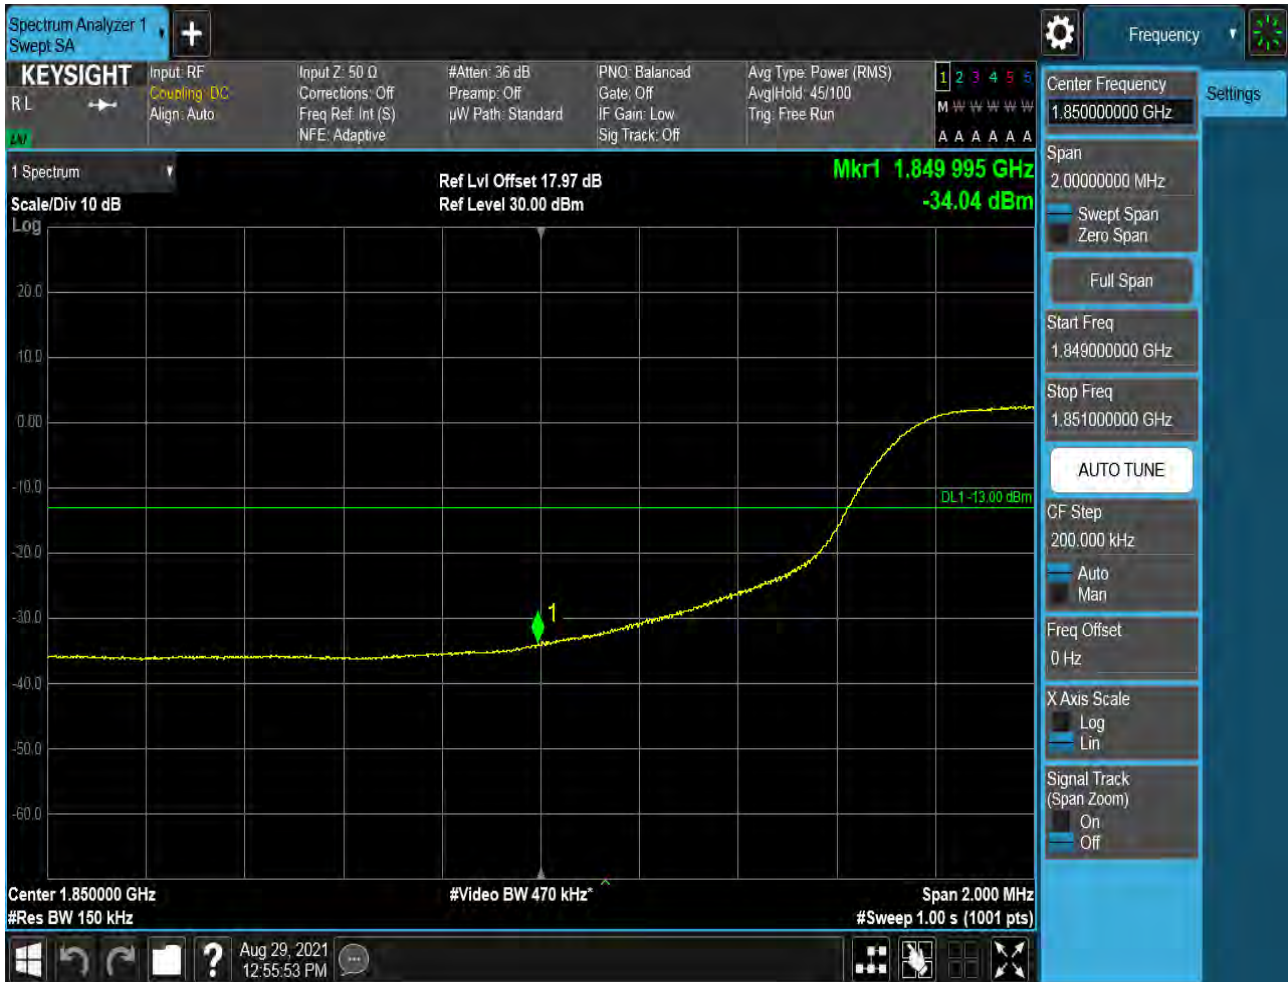 Spectrum Analyzer 1
Swept SA
+
Frequency
KEYSIGHT
R L
LXI
Input: RF
Coupling: DC
Align: Auto
Input Z: 50 Ω
Corrections: Off
Freq Ref: Int (S)
NFE: Adaptive
#Atten: 36 dB
Preamp: Off
µW Path: Standard
PNO: Balanced
Gate: Off
IF Gain: Low
Sig Track: Off
Avg Type: Power (RMS)
Avg|Hold: 45/100
Trig: Free Run
1 2 3 4 5 6
M W W W W W
A A A A A A
1 Spectrum
Scale/Div 10 dB
Log
Ref Lvl Offset 17.97 dB
Ref Level 30.00 dBm
Mkr1 1.849 995 GHz
-34.04 dBm
20.0
10.0
0.00
-10.0
-20.0
-30.0
-40.0
-50.0
-60.0
DL1 -13.00 dBm
1
Center 1.850000 GHz
#Res BW 150 kHz
#Video BW 470 kHz*
Span 2.000 MHz
#Sweep 1.00 s (1001 pts)
Center Frequency
1.850000000 GHz
Settings
Span
2.00000000 MHz
Swept Span
Zero Span
Full Span
Start Freq
1.849000000 GHz
Stop Freq
1.851000000 GHz
AUTO TUNE
CF Step
200.000 kHz
Auto
Man
Freq Offset
0 Hz
X Axis Scale
Log
Lin
Signal Track
(Span Zoom)
On
Off
?
Aug 29, 2021
12:55:53 PM